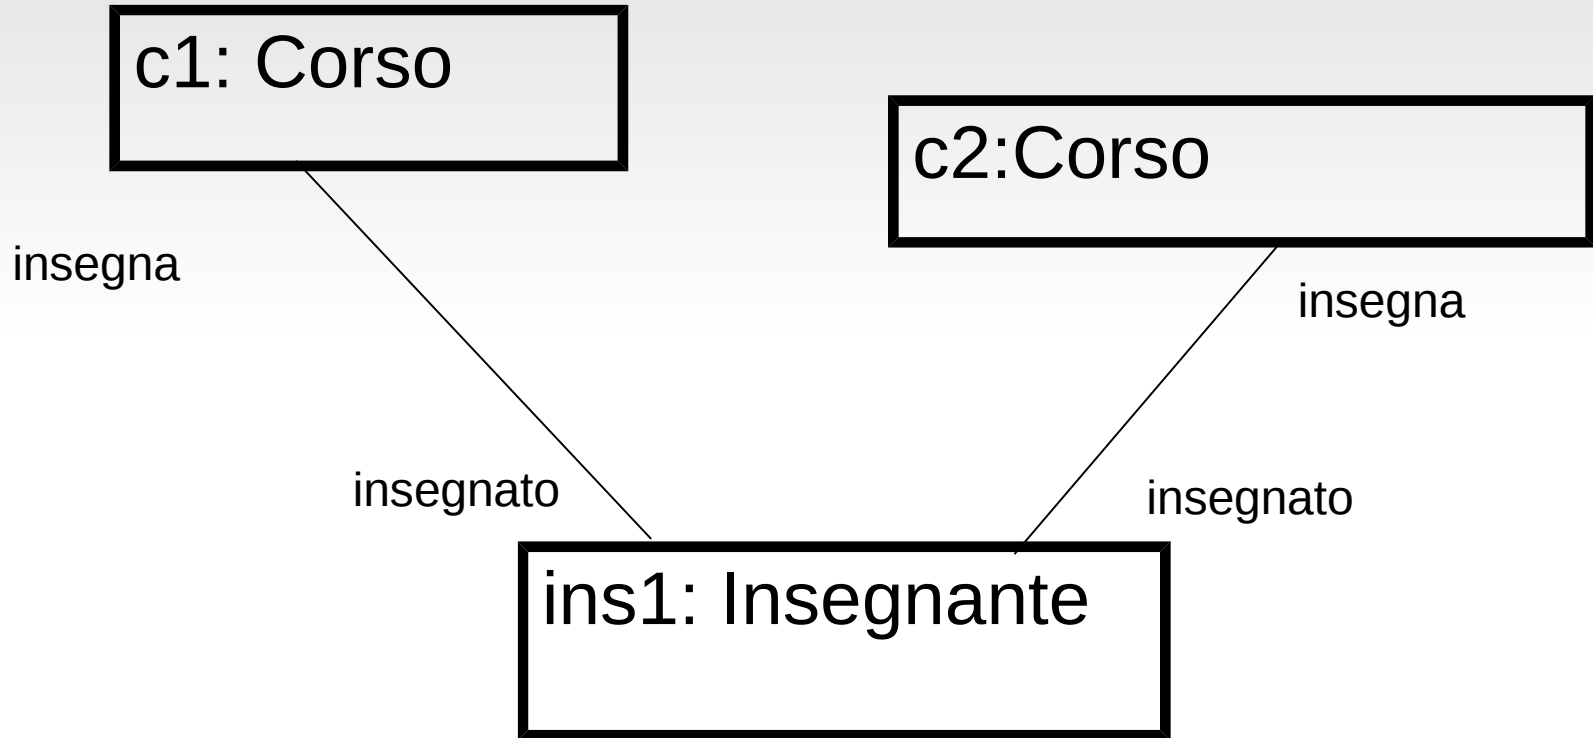 c1: Corso
c2:Corso
insegna
insegna
insegnato
insegnato
ins1: Insegnante